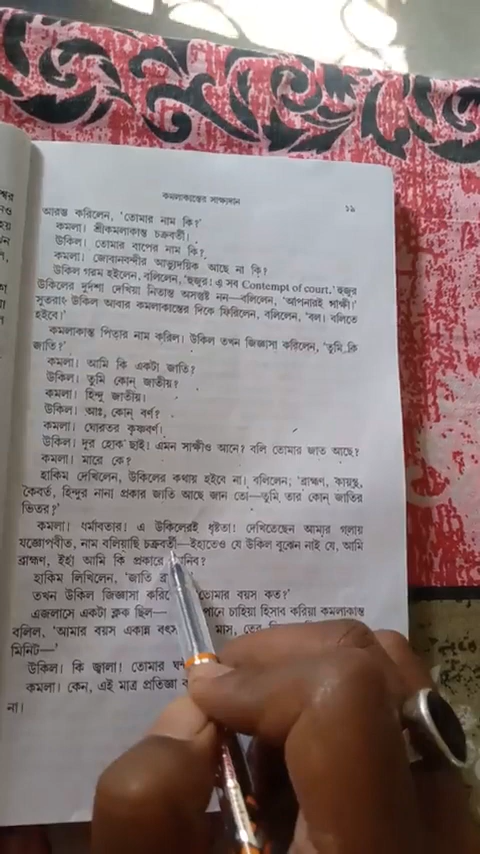 কমলাকান্তের সাক্ষ্যদান
১৯
আরম্ভ করিলেন, 'তোমার নাম কি?'
কমলা। শ্রীকমলাকান্ত চক্রবর্তী।
উকিল। তোমার বাপের নাম কি?
কমলা। জোবানবন্দীর আভ্যুদয়িক আছে না কি?
উকিল গরম হইলেন, বলিলেন, 'হুজুর! এ সব Contempt of court.' হুজুর
উকিলের দুর্দশা দেখিয়া নিতান্ত অসন্তুষ্ট নন—বলিলেন, 'আপনারই সাক্ষী।'
সুতরাং উকিল আবার কমলাকান্তের দিকে ফিরিলেন, বলিলেন, 'বল। বলিতে
হইবে।'
কমলাকান্ত পিতার নাম করিল। উকিল তখন জিজ্ঞাসা করিলেন, 'তুমি কি
জাতি?'
কমলা। আমি কি একটা জাতি?
উকিল। তুমি কোন্ জাতীয়?
কমলা। হিন্দু জাতীয়।
উকিল। আঃ, কোন্ বর্ণ?
কমলা। ঘোরতর কৃষ্ণবর্ণ।
উকিল। দূর হোক ছাই। এমন সাক্ষীও আনে? বলি তোমার জাত আছে?
কমলা। মারে কে?
হাকিম দেখিলেন, উকিলের কথায় হইবে না। বলিলেন; 'ব্রাহ্মণ, কায়স্থ,
কৈবর্ত, হিন্দুর নানা প্রকার জাতি আছে জান তো—তুমি তার কোন্ জাতির
ভিতর?'
কমলা। ধর্মাবতার! এ উকিলেরই ধৃষ্টতা! দেখিতেছেন আমার গলায়
যজ্ঞোপবীত, নাম বলিয়াছি চক্রবর্তী—ইহাতেও যে উকিল বুঝেন নাই যে, আমি
ব্রাহ্মণ, ইহা আমি কি প্রকারে
হাকিম লিখিলেন, 'জাতি
তখন উকিল জিজ্ঞাসা তোমার বয়স কত?'
এজলাসে একটা ক্লক ছিল— পানে চাহিয়া হিসাব করিয়া কমলাকান্ত
বলিল, 'আমার বয়স একান্ন মাস, তের
মিনিট—'
উকিল। কি জ্বালা! তোমার
কমলা। কেন, এই মাত্র প্রতিজ্ঞা
না।